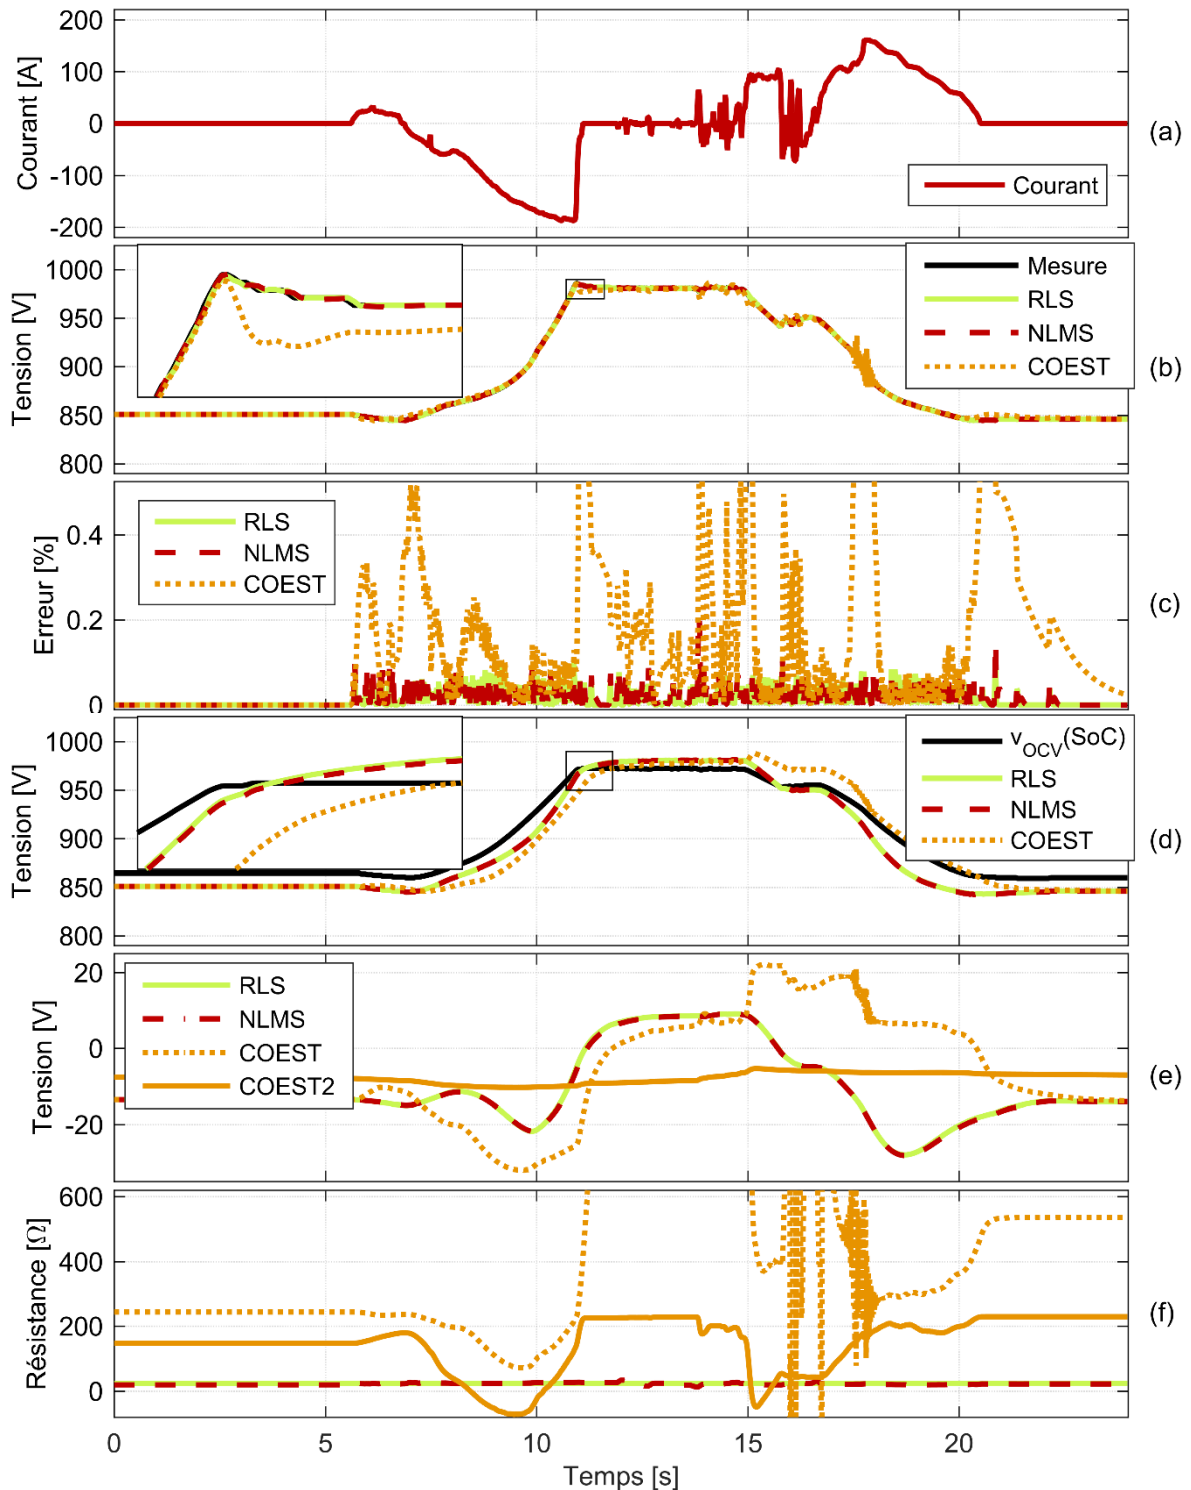 200
100
0
-100
-200
Courant [A]
Courant
(a)
1000
950
900
850
800
Tension [V]
Mesure
RLS
NLMS
COEST
(b)
0.4
0.2
0
Erreur [%]
RLS
NLMS
COEST
(c)
1000
950
900
850
800
Tension [V]
vOCV(SoC)
RLS
NLMS
COEST
(d)
20
0
-20
Tension [V]
RLS
NLMS
COEST
COEST2
(e)
600
400
200
0
Résistance [Ω]
(f)
0 5 10 15 20
Temps [s]